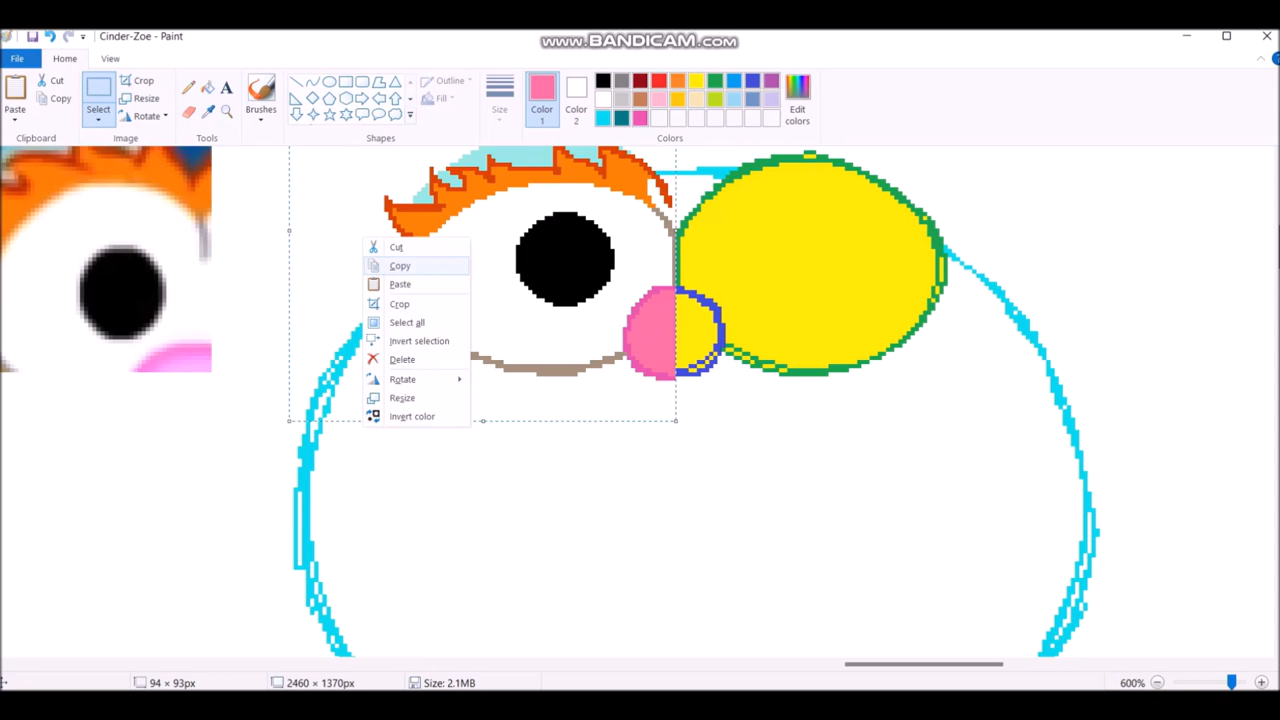 Cinder-Zoe - Paint
www.BANDICAM.com
File
Home
View
Paste
Cut
Copy
Select
Crop
Resize
Rotate
A
Brushes
Outline
Fill
Size
Color
1
Color
2
Edit
colors
Clipboard
Image
Tools
Shapes
Colors
Cut
Copy
Paste
Crop
Select all
Invert selection
Delete
Rotate
Resize
Invert color
94 × 93px
2460 × 1370px
Size: 2.1MB
600%